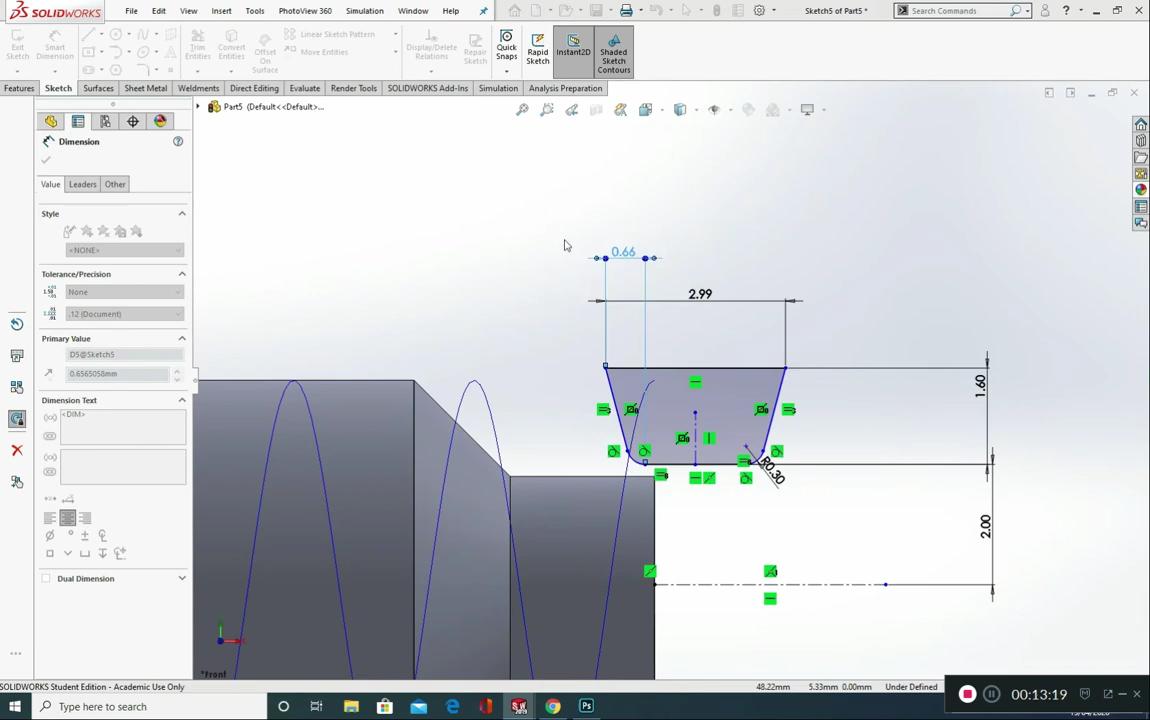 SOLIDWORKS File Edit View Insert Tools PhotoView 360 Simulation Window Help Sketch5 of Part5 * Search Commands
Exit Sketch Smart Dimension Trim Entities Convert Entities Offset On Surface Linear Sketch Pattern Move Entities Display/Delete Relations Repair Sketch Quick Snaps Rapid Sketch Instant2D Shaded Sketch Contours
Features Sketch Surfaces Sheet Metal Weldments Direct Editing Evaluate Render Tools SOLIDWORKS Add-Ins Simulation Analysis Preparation
Part5 (Default<<Default>...
Dimension
Value Leaders Other
Style
<NONE>
Tolerance/Precision
None
.12 (Document)
Primary Value
D5@Sketch5
0.6565058mm
Dimension Text
<DIM>
Dual Dimension
0.66
2.99
1.60
R0.30
2.00
*Front
SOLIDWORKS Student Edition - Academic Use Only 48.22mm 5.33mm 0.00mm Under Defined
Type here to search
00:13:19